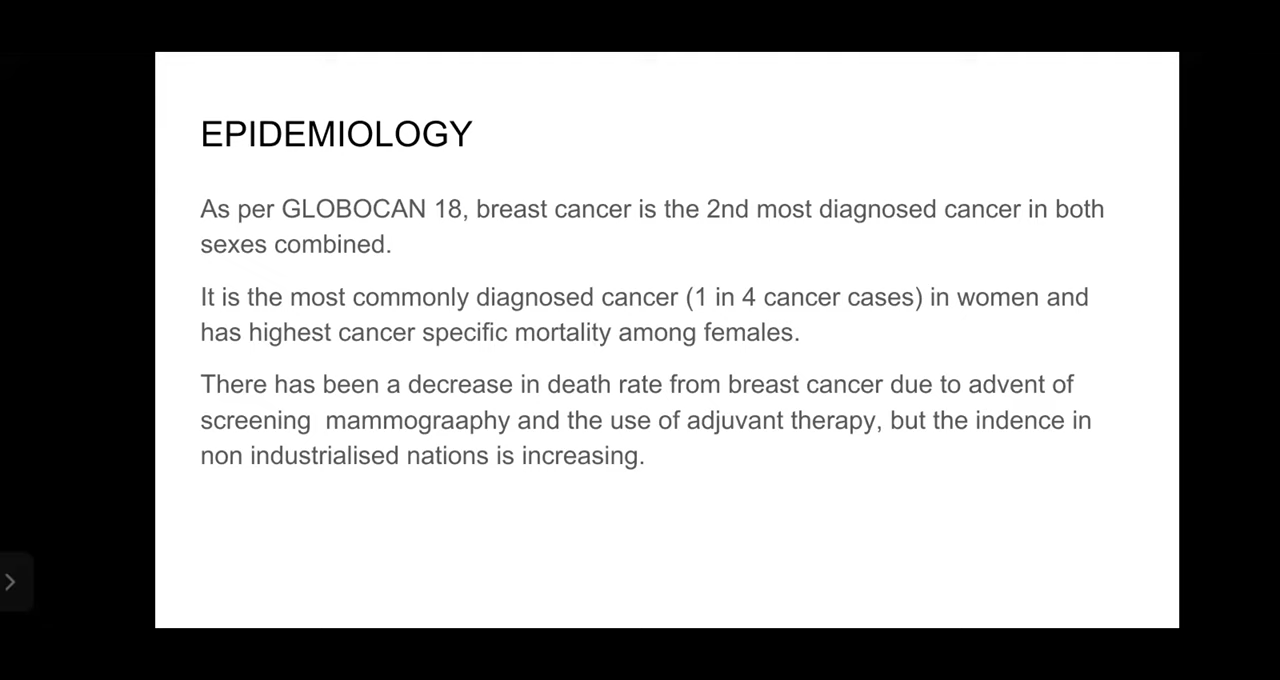 EPIDEMIOLOGY
As per GLOBOCAN 18, breast cancer is the 2nd most diagnosed cancer in both
sexes combined.
It is the most commonly diagnosed cancer (1 in 4 cancer cases) in women and
has highest cancer specific mortality among females.
There has been a decrease in death rate from breast cancer due to advent of
screening  mammograaphy and the use of adjuvant therapy, but the indence in
non industrialised nations is increasing.